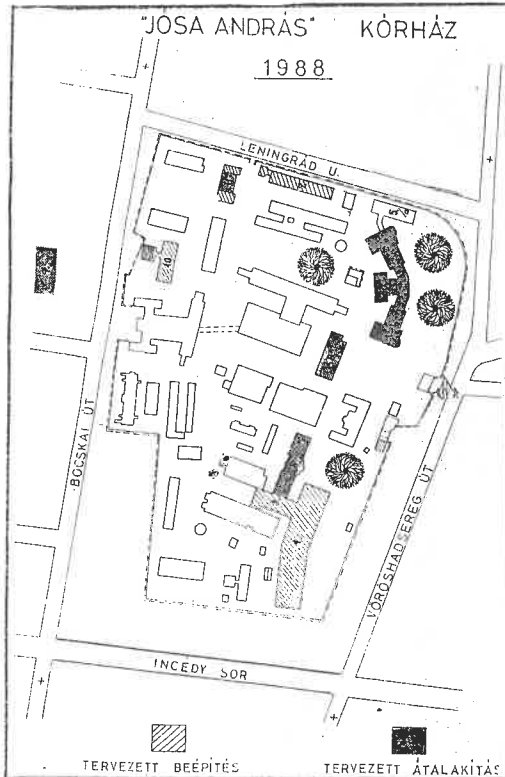 "JÓSA ANDRÁS" KÓRHÁZ
1988
LENINGRÁD U.
BOCSKAI ÚT
VÖRÖSHADSEREG ÚT
INCÉDY SOR
TERVEZETT BEÉPÍTÉS
TERVEZETT ÁTALAKÍTÁS